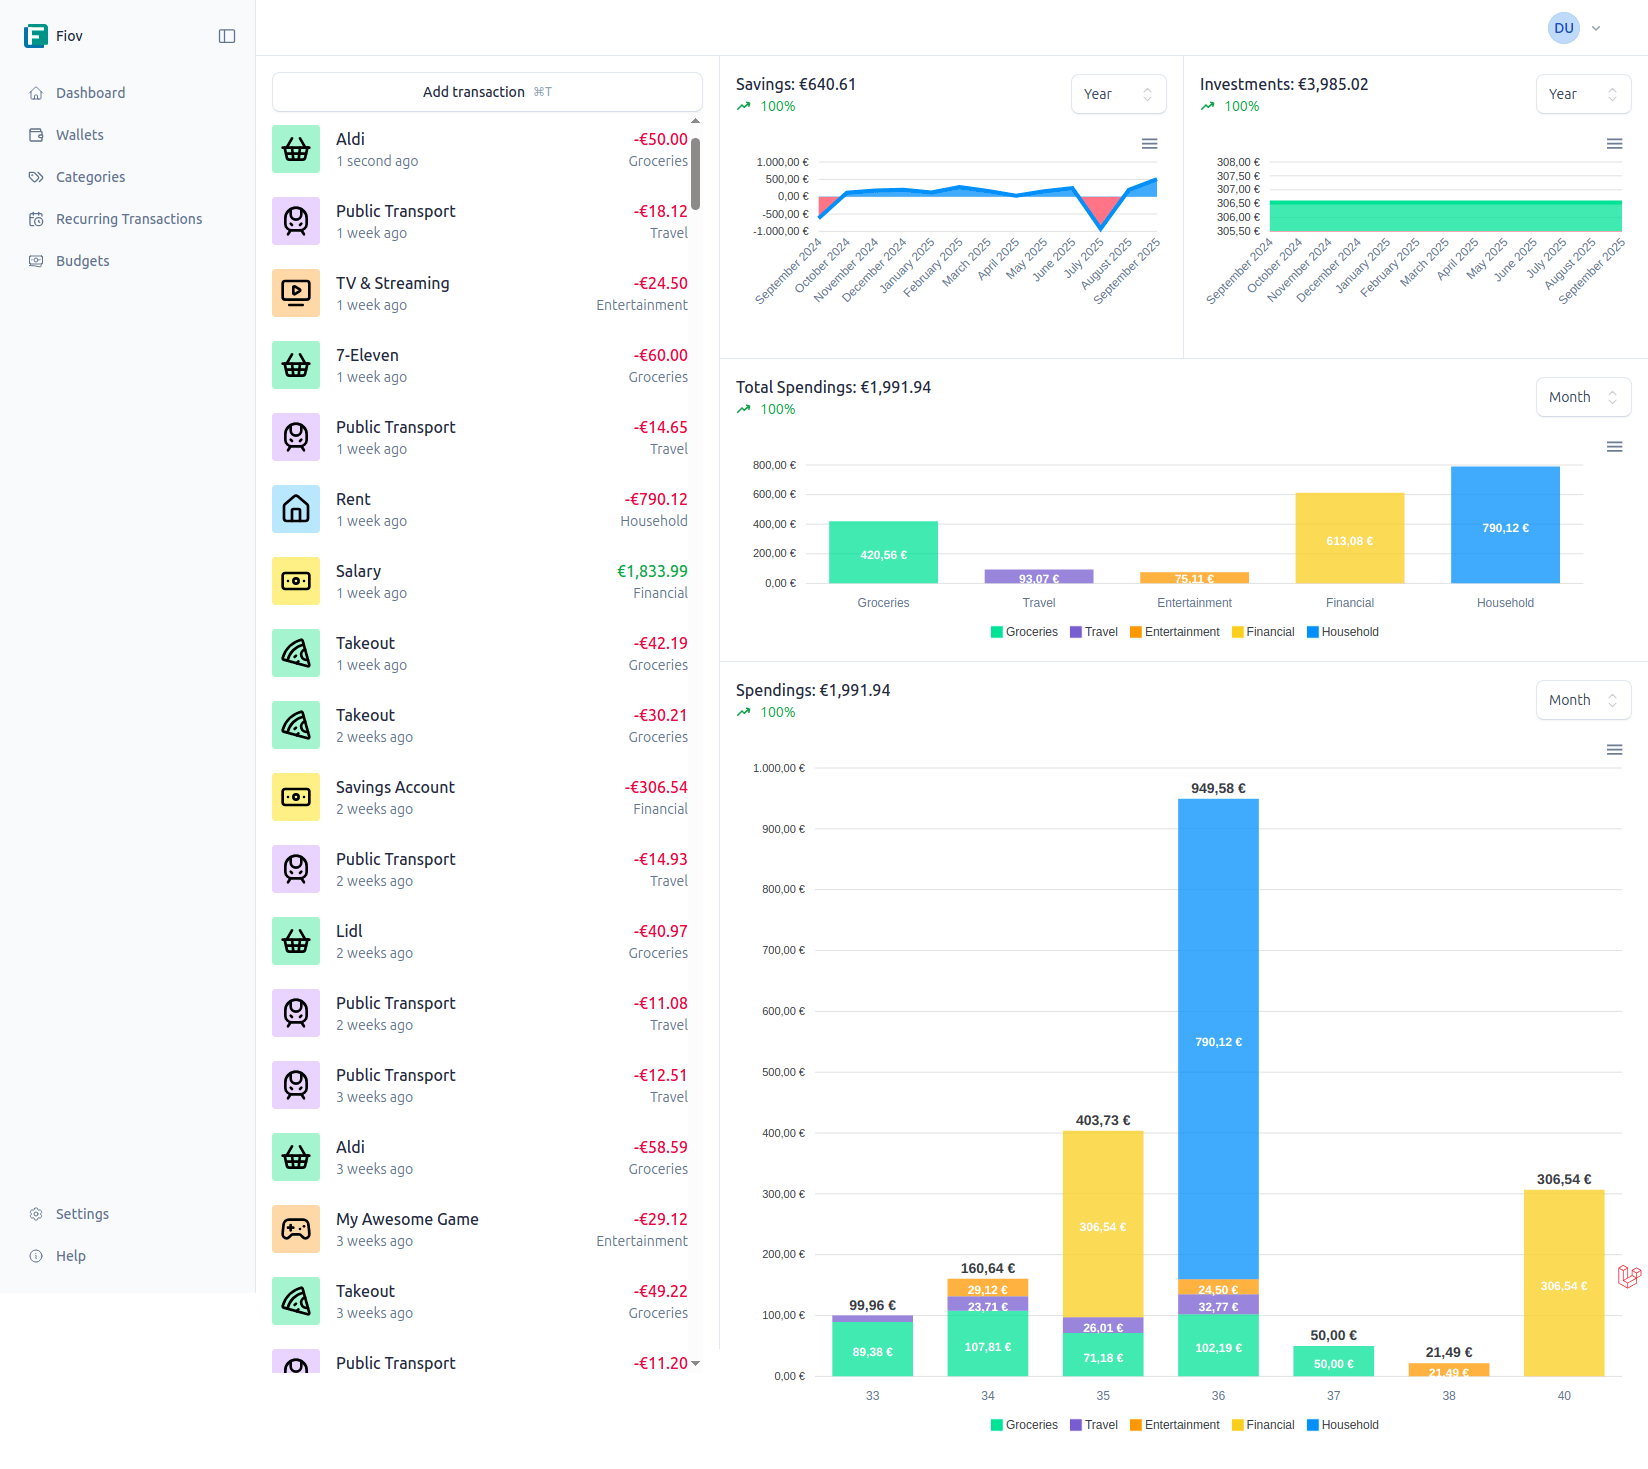 Fiov
Dashboard
Wallets
Categories
Recurring Transactions
Budgets
Settings
Help
DU
Add transaction ⌘T
Aldi -€50.00
1 second ago Groceries
Public Transport -€18.12
1 week ago Travel
TV & Streaming -€24.50
1 week ago Entertainment
7-Eleven -€60.00
1 week ago Groceries
Public Transport -€14.65
1 week ago Travel
Rent -€790.12
1 week ago Household
Salary €1,833.99
1 week ago Financial
Takeout -€42.19
1 week ago Groceries
Takeout -€30.21
2 weeks ago Groceries
Savings Account -€306.54
2 weeks ago Financial
Public Transport -€14.93
2 weeks ago Travel
Lidl -€40.97
2 weeks ago Groceries
Public Transport -€11.08
2 weeks ago Travel
Public Transport -€12.51
3 weeks ago Travel
Aldi -€58.59
3 weeks ago Groceries
My Awesome Game -€29.12
3 weeks ago Entertainment
Takeout -€49.22
3 weeks ago Groceries
Public Transport -€11.20
Savings: €640.61
100%
Year
1.000,00 €
500,00 €
0,00 €
-500,00 €
-1.000,00 €
September 2024
October 2024
November 2024
December 2024
January 2025
February 2025
March 2025
April 2025
May 2025
June 2025
July 2025
August 2025
September 2025
Investments: €3,985.02
100%
Year
308,00 €
307,50 €
307,00 €
306,50 €
306,00 €
305,50 €
September 2024
October 2024
November 2024
December 2024
January 2025
February 2025
March 2025
April 2025
May 2025
June 2025
July 2025
August 2025
September 2025
Total Spendings: €1,991.94
100%
Month
800,00 €
600,00 €
400,00 €
200,00 €
0,00 €
420,56 €
93,07 €
75,11 €
613,08 €
790,12 €
Groceries Travel Entertainment Financial Household
Groceries Travel Entertainment Financial Household
Spendings: €1,991.94
100%
Month
1.000,00 €
900,00 €
800,00 €
700,00 €
600,00 €
500,00 €
400,00 €
300,00 €
200,00 €
100,00 €
0,00 €
99,96 €
89,38 €
160,64 €
29,12 €
23,71 €
107,81 €
403,73 €
306,54 €
26,01 €
71,18 €
949,58 €
790,12 €
24,50 €
32,77 €
102,19 €
50,00 €
50,00 €
21,49 €
21,49 €
306,54 €
306,54 €
33 34 35 36 37 38 40
Groceries Travel Entertainment Financial Household